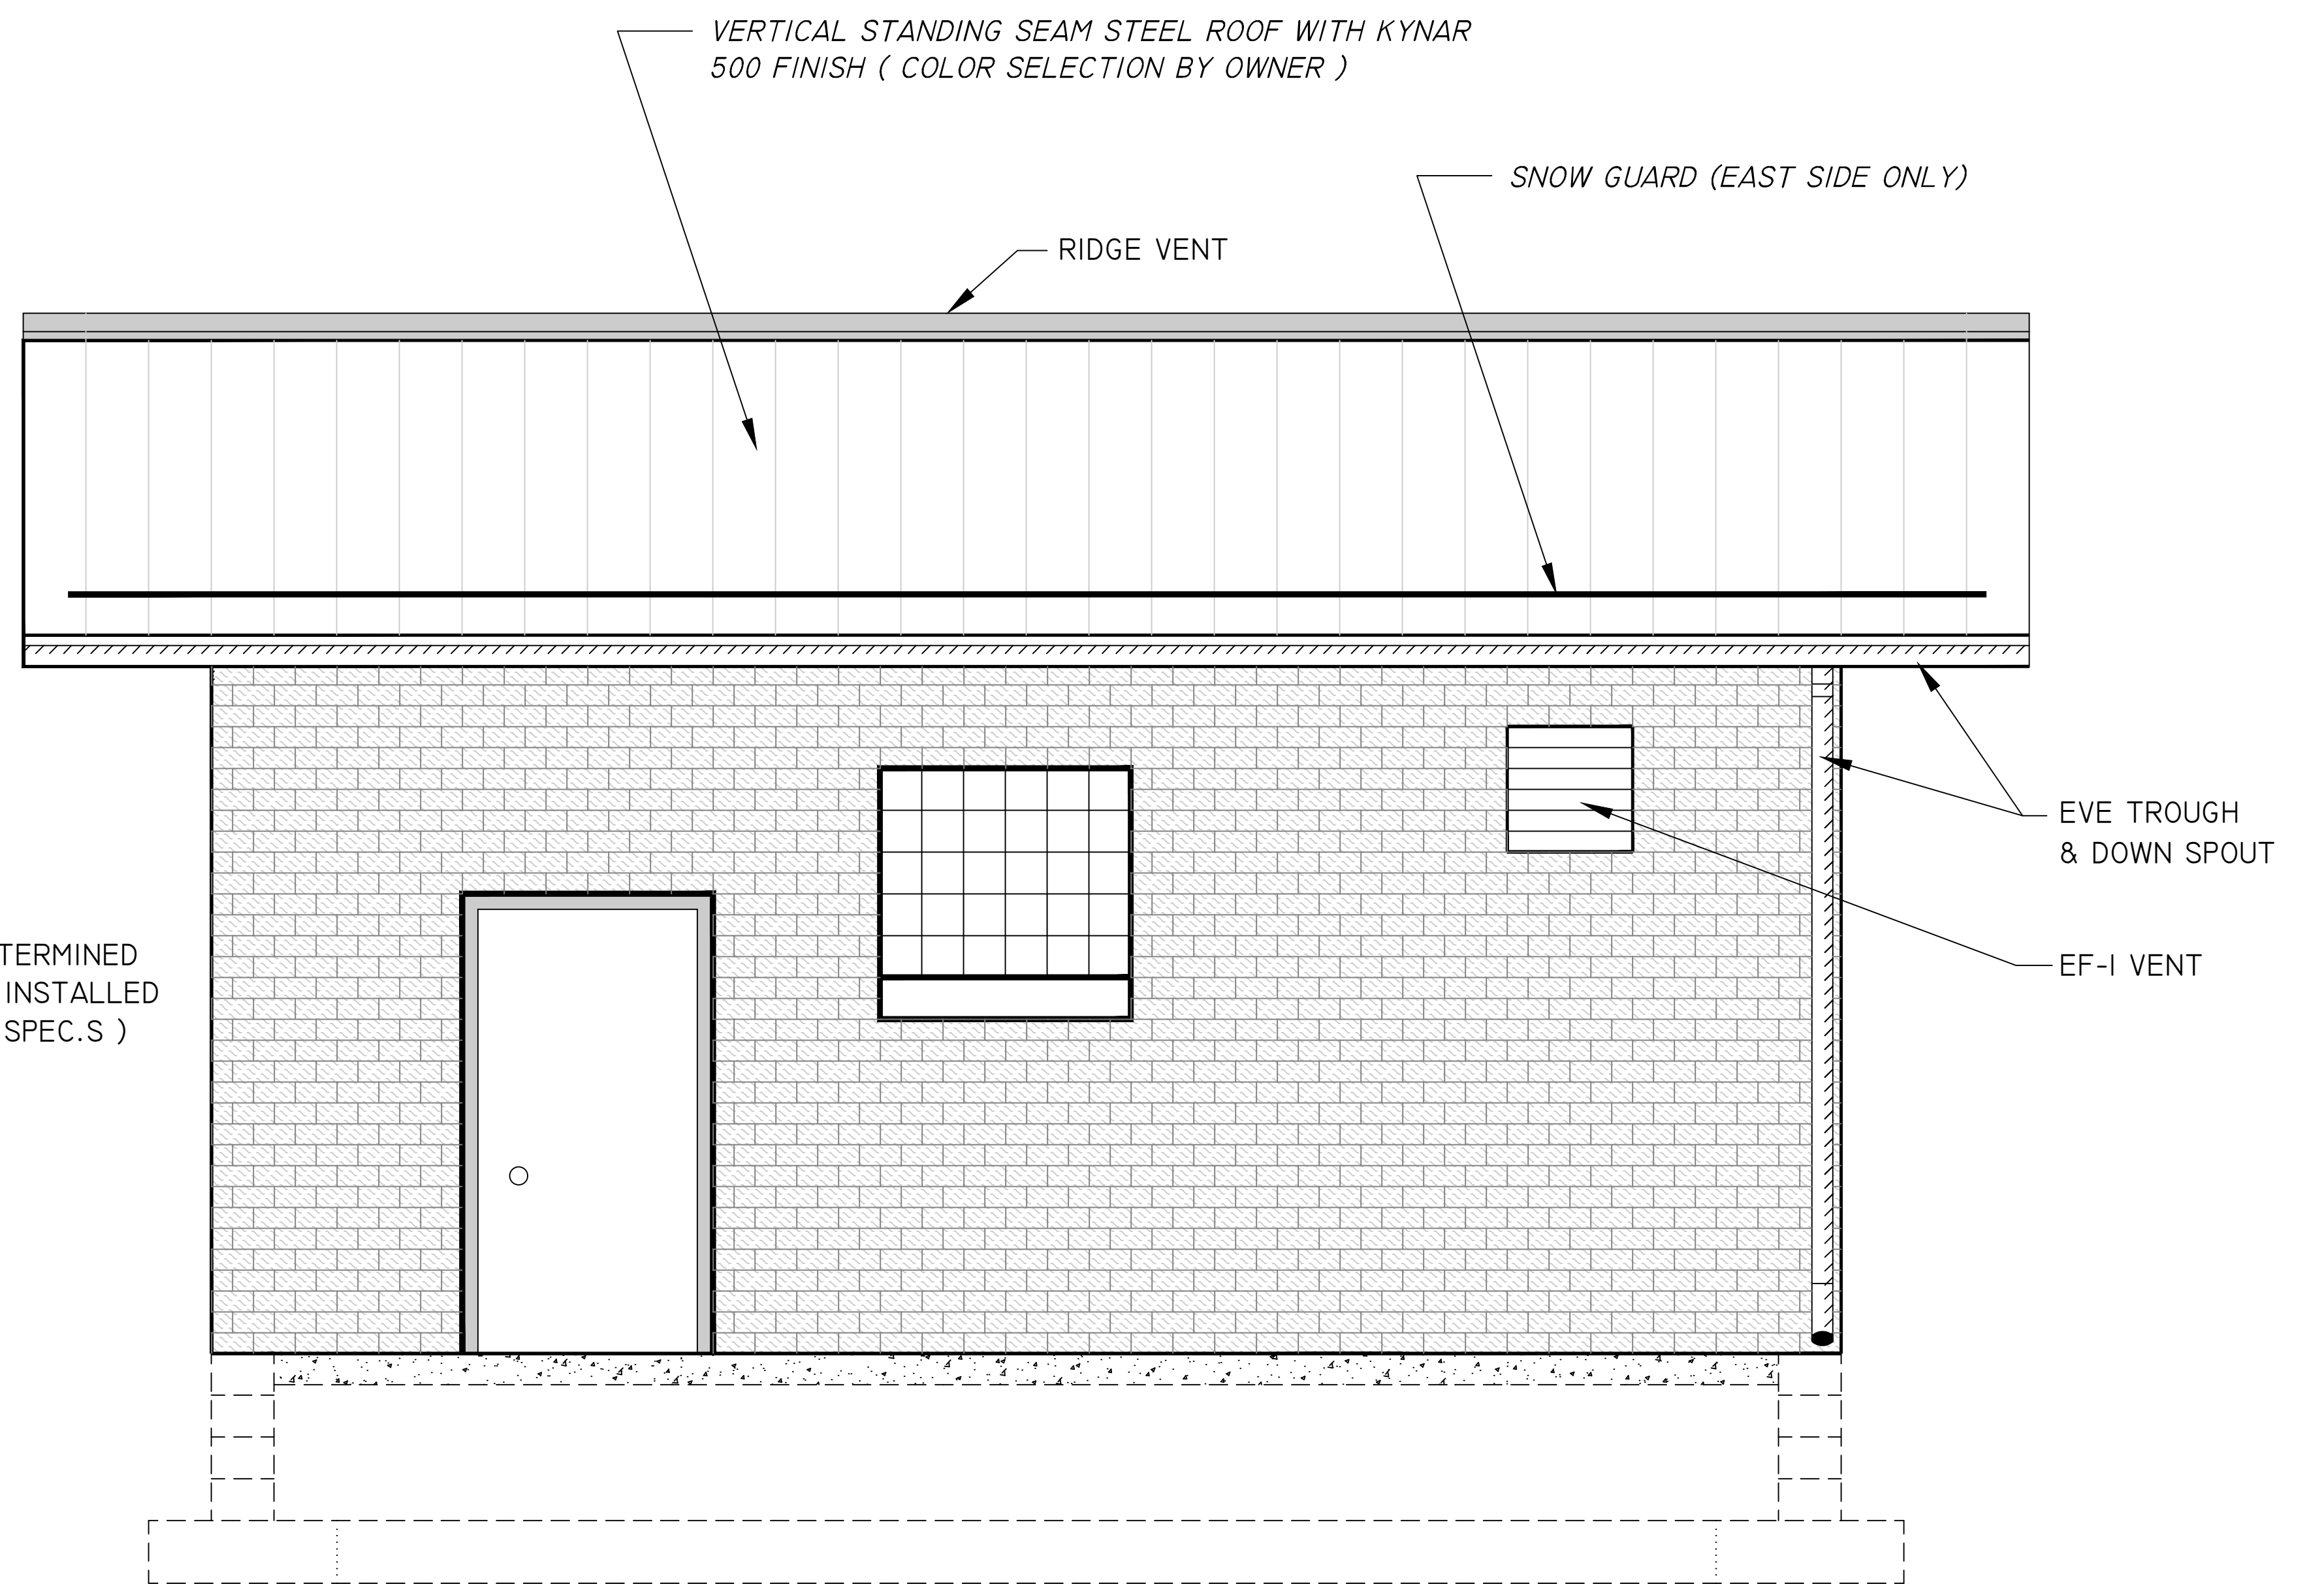 VERTICAL STANDING SEAM STEEL ROOF WITH KYNAR
500 FINISH ( COLOR SELECTION BY OWNER )
SNOW GUARD (EAST SIDE ONLY)
RIDGE VENT
EVE TROUGH
& DOWN SPOUT
TERMINED
INSTALLED
SPEC.S )
EF-1 VENT